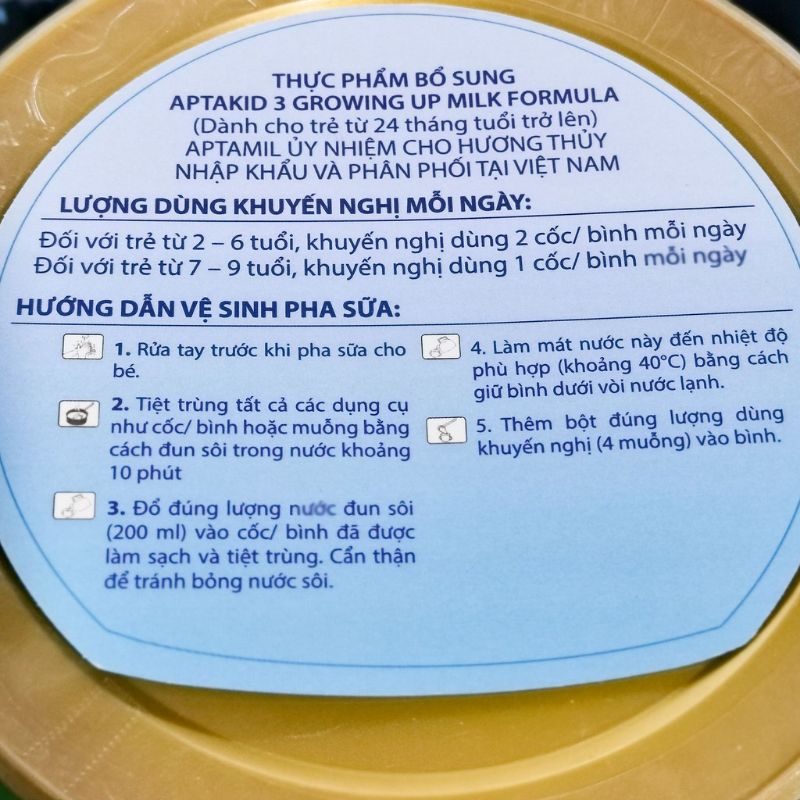 THỰC PHẨM BỔ SUNG
APTAKID 3 GROWING UP MILK FORMULA
(Dành cho trẻ từ 24 tháng tuổi trở lên)
APTAMIL ỦY NHIỆM CHO HƯƠNG THỦY
NHẬP KHẨU VÀ PHÂN PHỐI TẠI VIỆT NAM
LƯỢNG DÙNG KHUYẾN NGHỊ MỖI NGÀY:
Đối với trẻ từ 2 – 6 tuổi, khuyến nghị dùng 2 cốc/ bình mỗi ngày
Đối với trẻ từ 7 – 9 tuổi, khuyến nghị dùng 1 cốc/ bình mỗi ngày
HƯỚNG DẪN VỆ SINH PHA SỮA:
1. Rửa tay trước khi pha sữa cho
bé.
2. Tiệt trùng tất cả các dụng cụ
như cốc/ bình hoặc muỗng bằng
cách đun sôi trong nước khoảng
10 phút
3. Đổ đúng lượng nước đun sôi
(200 ml) vào cốc/ bình đã được
làm sạch và tiệt trùng. Cẩn thận
để tránh bỏng nước sôi.
4. Làm mát nước này đến nhiệt độ
phù hợp (khoảng 40°C) bằng cách
giữ bình dưới vòi nước lạnh.
5. Thêm bột đúng lượng dùng
khuyến nghị (4 muỗng) vào bình.